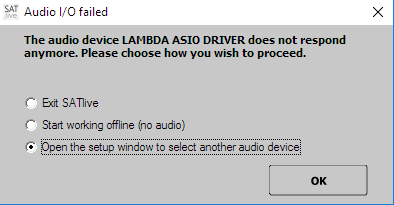 SAT
live
Audio I/O failed
The audio device LAMBDA ASIO DRIVER does not respond
anymore. Please choose how you wish to proceed.
Exit SATlive
Start working offline (no audio)
Open the setup window to select another audio device
OK